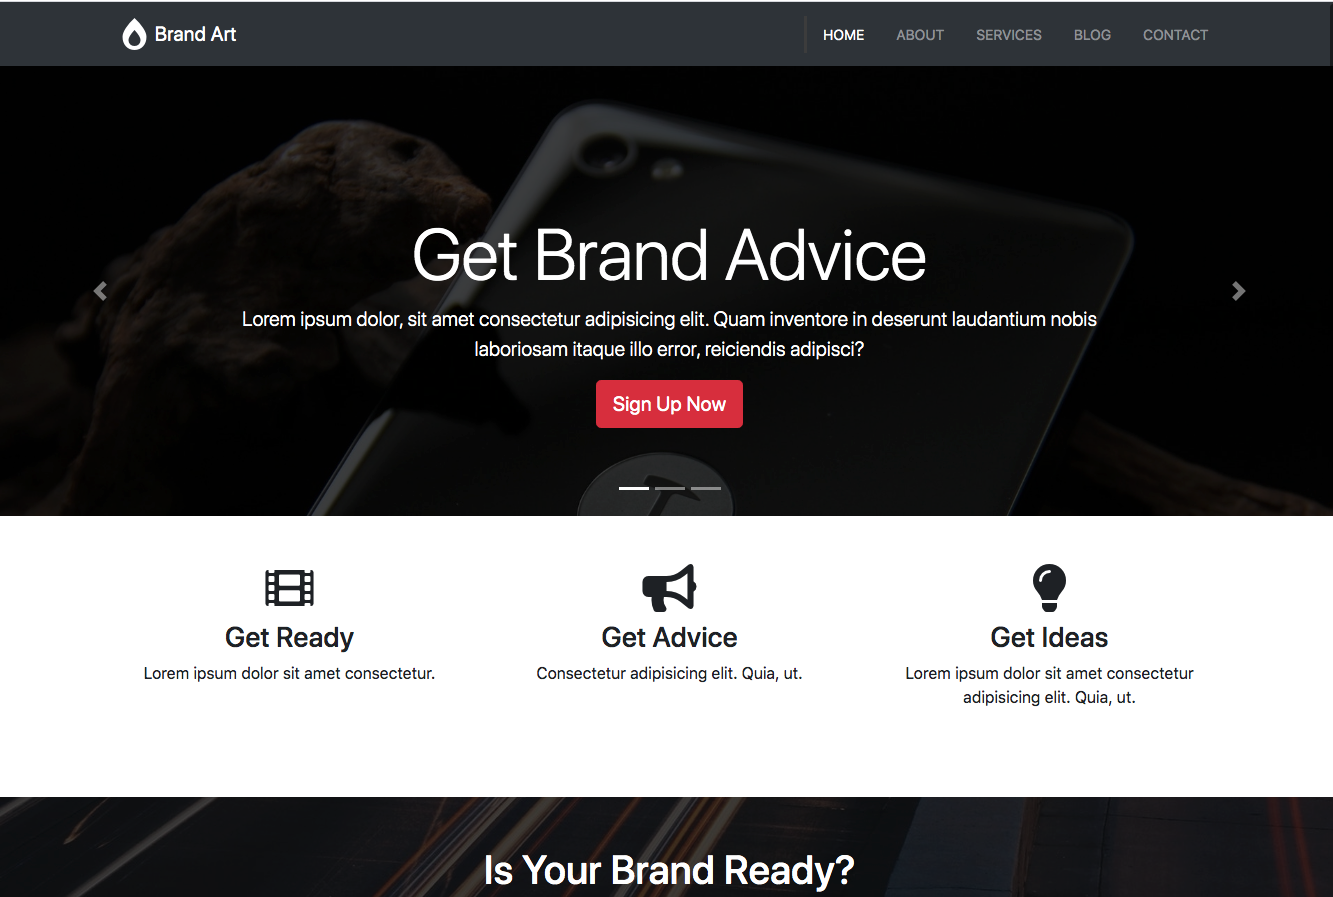 Brand Art
HOME ABOUT SERVICES BLOG CONTACT
Get Brand Advice
Lorem ipsum dolor, sit amet consectetur adipisicing elit. Quam inventore in deserunt laudantium nobis
laboriosam itaque illo error, reiciendis adipisci?
Sign Up Now
Get Ready
Lorem ipsum dolor sit amet consectetur.
Get Advice
Consectetur adipisicing elit. Quia, ut.
Get Ideas
Lorem ipsum dolor sit amet consectetur
adipisicing elit. Quia, ut.
Is Your Brand Ready?